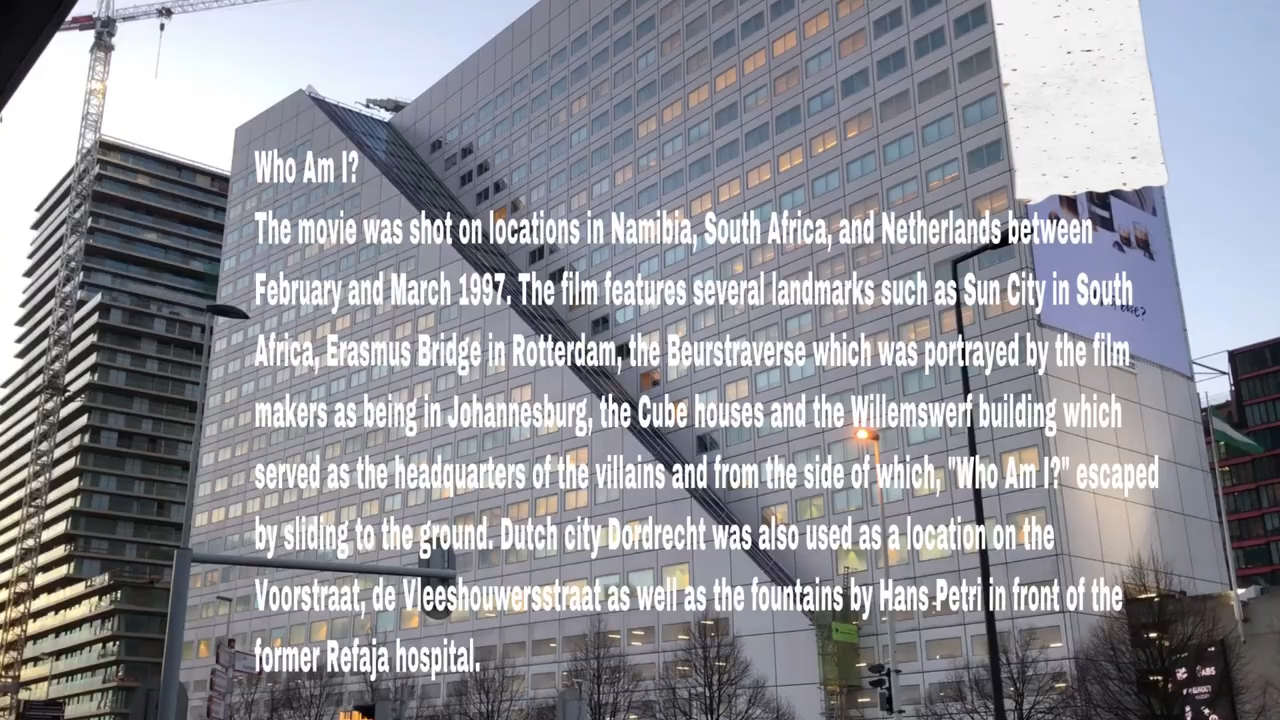 Who Am I?
The movie was shot on locations in Namibia, South Africa, and Netherlands between
February and March 1997. The film features several landmarks such as Sun City in South
Africa, Erasmus Bridge in Rotterdam, the Beurstraverse which was portrayed by the film
makers as being in Johannesburg, the Cube houses and the Willemswerf building which
served as the headquarters of the villains and from the side of which, "Who Am I?" escaped
by sliding to the ground. Dutch city Dordrecht was also used as a location on the
Voorstraat, de Vleeshouwersstraat as well as the fountains by Hans Petri in front of the
former Refaja hospital.